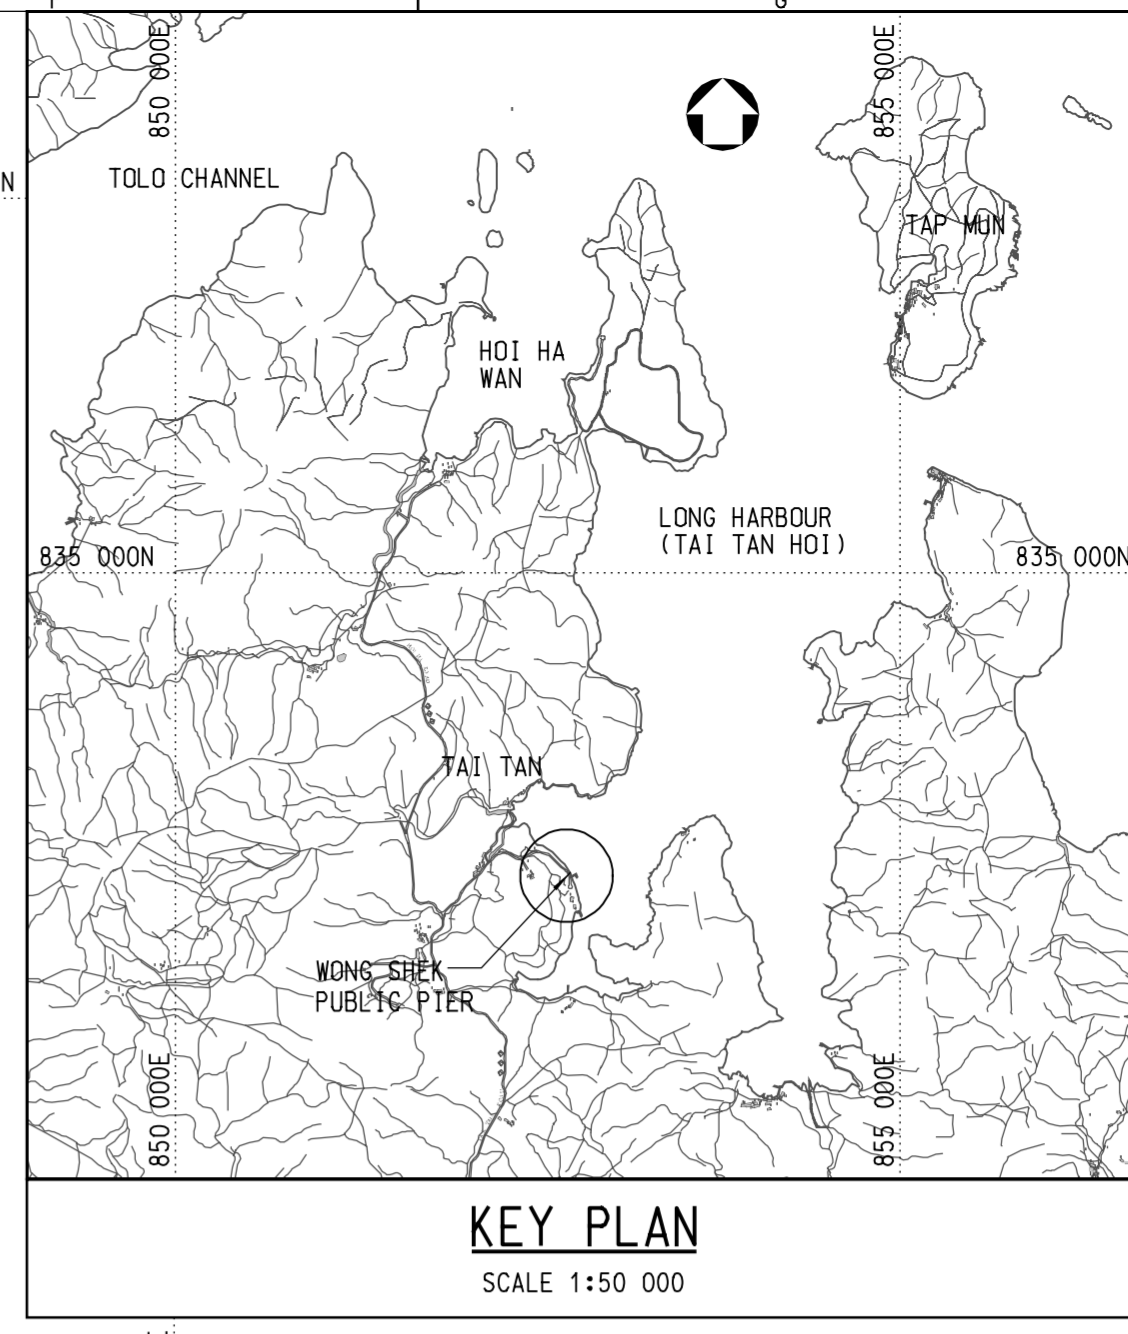 G
850 000E
855 000E
N
TOLO CHANNEL
TAP MUN
HOI HA
WAN
LONG HARBOUR
(TAI TAN HOI)
835 000N
835 000N
TAI TAN
WONG SHEK
PUBLIC PIER
850 000E
855 000E
KEY PLAN
SCALE 1:50 000